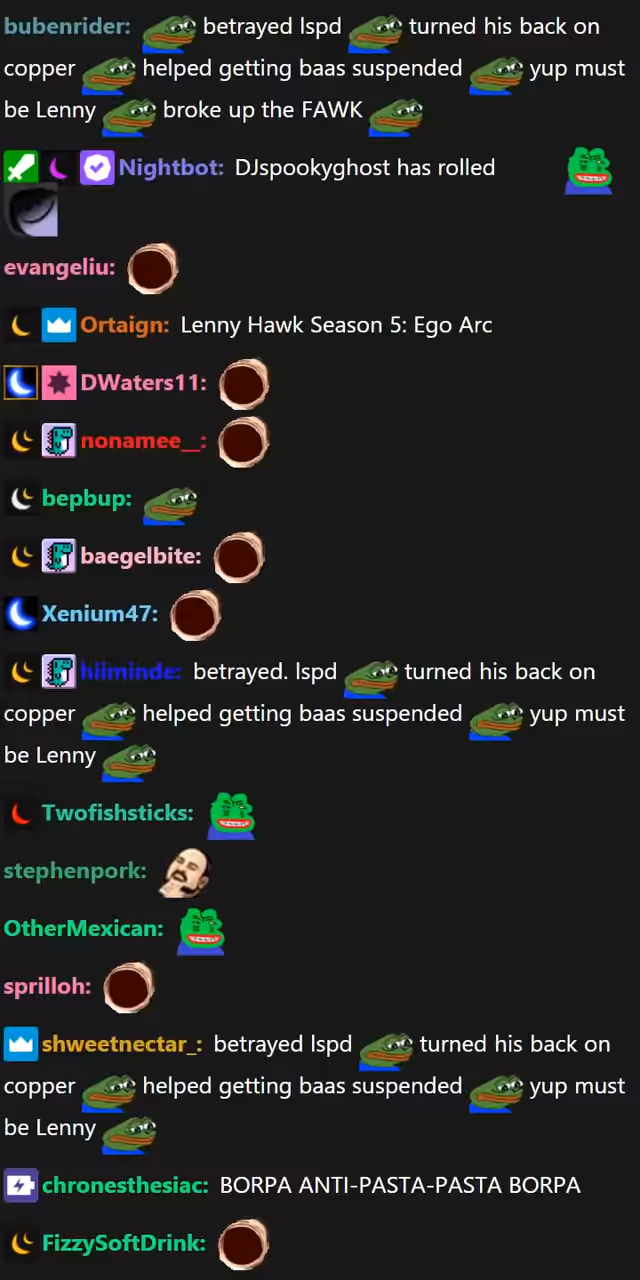 bubenrider: betrayed lspd turned his back on
copper helped getting baas suspended yup must
be Lenny broke up the FAWK
Nightbot: DJspookyghost has rolled
evangeliu:
Ortaign: Lenny Hawk Season 5: Ego Arc
DWaters11:
nonamee__:
bepbup:
baegelbite:
Xenium47:
hiiminde: betrayed. lspd turned his back on
copper helped getting baas suspended yup must
be Lenny
Twofishsticks:
stephenpork:
OtherMexican:
sprilloh:
shweetnectar_: betrayed lspd turned his back on
copper helped getting baas suspended yup must
be Lenny
chronesthesiac: BORPA ANTI-PASTA-PASTA BORPA
FizzySoftDrink: